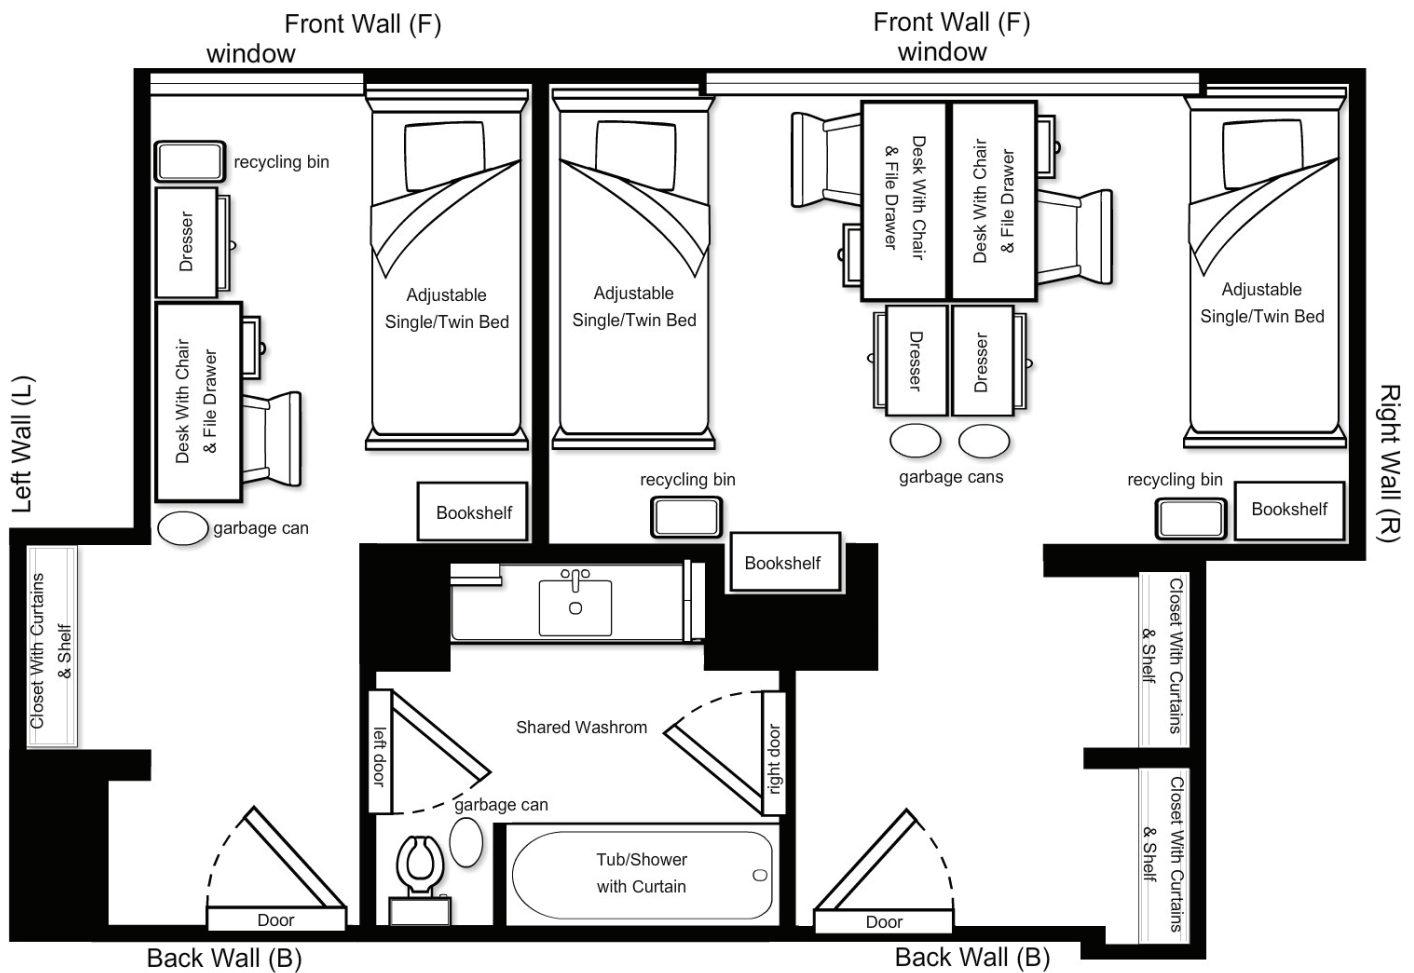 Front Wall (F)
window
Front Wall (F)
window
recycling bin
Dresser
Desk With Chair
& File Drawer
garbage can
Adjustable
Single/Twin Bed
Bookshelf
Left Wall (L)
Closet With Curtains
& Shelf
Door
Back Wall (B)
Adjustable
Single/Twin Bed
recycling bin
Bookshelf
Desk With Chair
& File Drawer
Desk With Chair
& File Drawer
Dresser
Dresser
garbage cans
Adjustable
Single/Twin Bed
recycling bin
Bookshelf
Right Wall (R)
left door
Shared Washrom
right door
garbage can
Tub/Shower
with Curtain
Closet With Curtains
& Shelf
Closet With Curtains
& Shelf
Door
Back Wall (B)